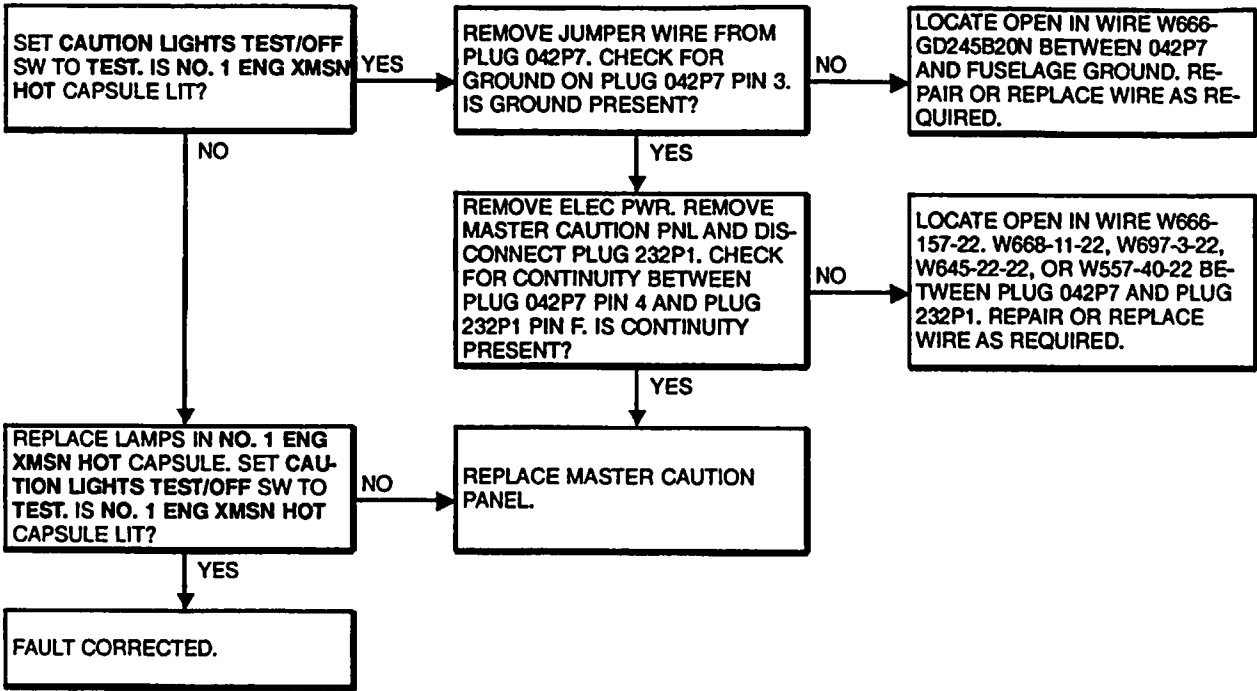 SET CAUTION LIGHTS TEST/OFF
SW TO TEST. IS NO. 1 ENG XMSN
HOT CAPSULE LIT?
YES
REMOVE JUMPER WIRE FROM
PLUG 042P7. CHECK FOR
GROUND ON PLUG 042P7 PIN 3.
IS GROUND PRESENT?
NO
LOCATE OPEN IN WIRE W666-
GD245B20N BETWEEN 042P7
AND FUSELAGE GROUND. RE-
PAIR OR REPLACE WIRE AS RE-
QUIRED.
NO
YES
REMOVE ELEC PWR. REMOVE
MASTER CAUTION PNL AND DIS-
CONNECT PLUG 232P1. CHECK
FOR CONTINUITY BETWEEN
PLUG 042P7 PIN 4 AND PLUG
232P1 PIN F. IS CONTINUITY
PRESENT?
NO
LOCATE OPEN IN WIRE W666-
157-22. W668-11-22, W697-3-22,
W645-22-22, OR W557-40-22 BE-
TWEEN PLUG 042P7 AND PLUG
232P1. REPAIR OR REPLACE
WIRE AS REQUIRED.
YES
REPLACE LAMPS IN NO. 1 ENG
XMSN HOT CAPSULE. SET CAU-
TION LIGHTS TEST/OFF SW TO
TEST. IS NO. 1 ENG XMSN HOT
CAPSULE LIT?
NO
REPLACE MASTER CAUTION
PANEL.
YES
FAULT CORRECTED.